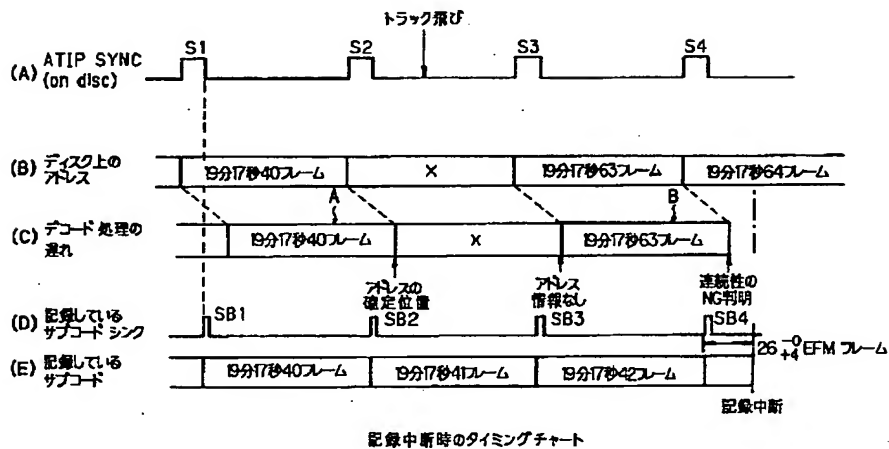 トラック飛び
S1
S2
S3
S4
(A) ATIP SYNC
(on disc)
(B) ディスク上の
アドレス
19分17秒40フレーム
×
19分17秒63フレーム
19分17秒64フレーム
A
B
(C) デコード処理の
遅れ
19分17秒40フレーム
×
19分17秒63フレーム
アドレスの
確定位置
アドレス
情報なし
連続性の
NG判明
(D) 記録している
サブコード シンク
SB1
SB2
SB3
SB4
26 −0 +4 EFM フレーム
(E) 記録している
サブコード
19分17秒40フレーム
19分17秒41フレーム
19分17秒42フレーム
記録中断
記録中断時のタイミングチャート